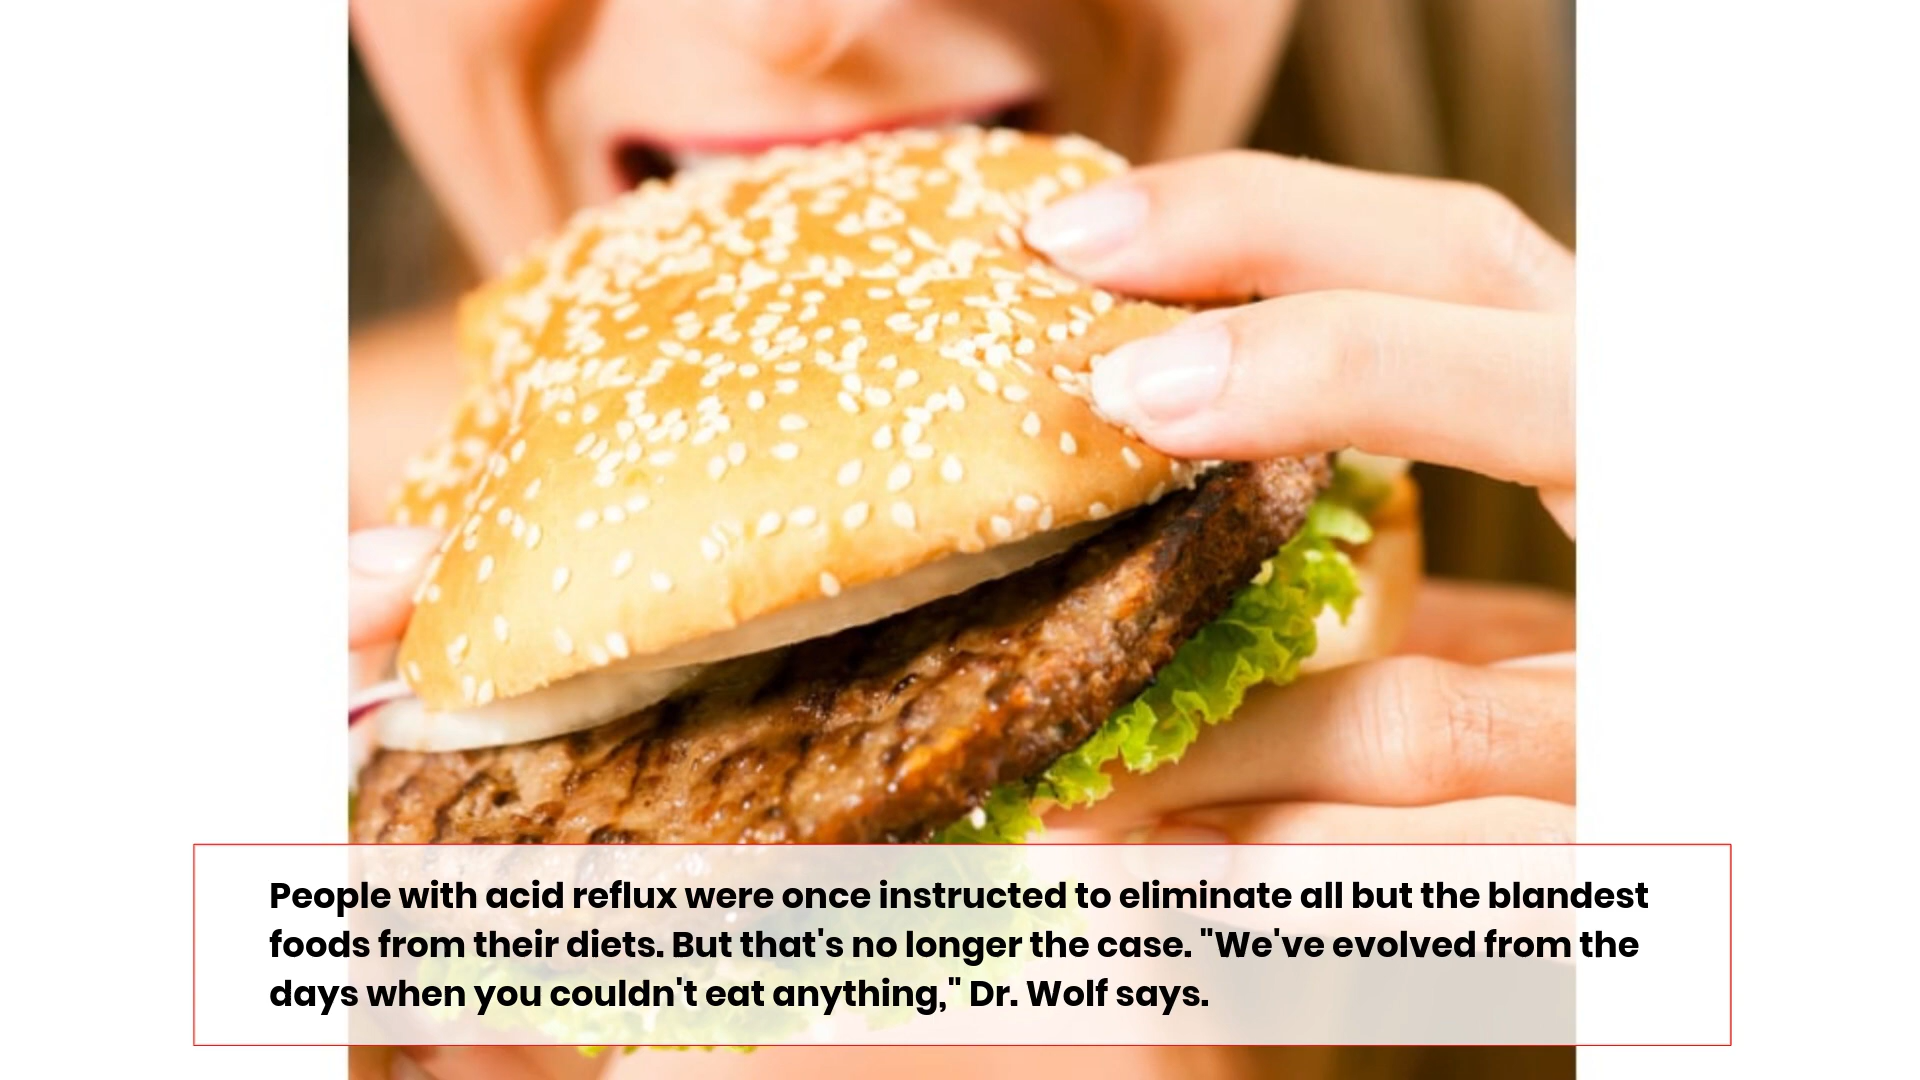 People with acid reflux were once instructed to eliminate all but the blandest
foods from their diets. But that's no longer the case. "We've evolved from the
days when you couldn't eat anything," Dr. Wolf says.